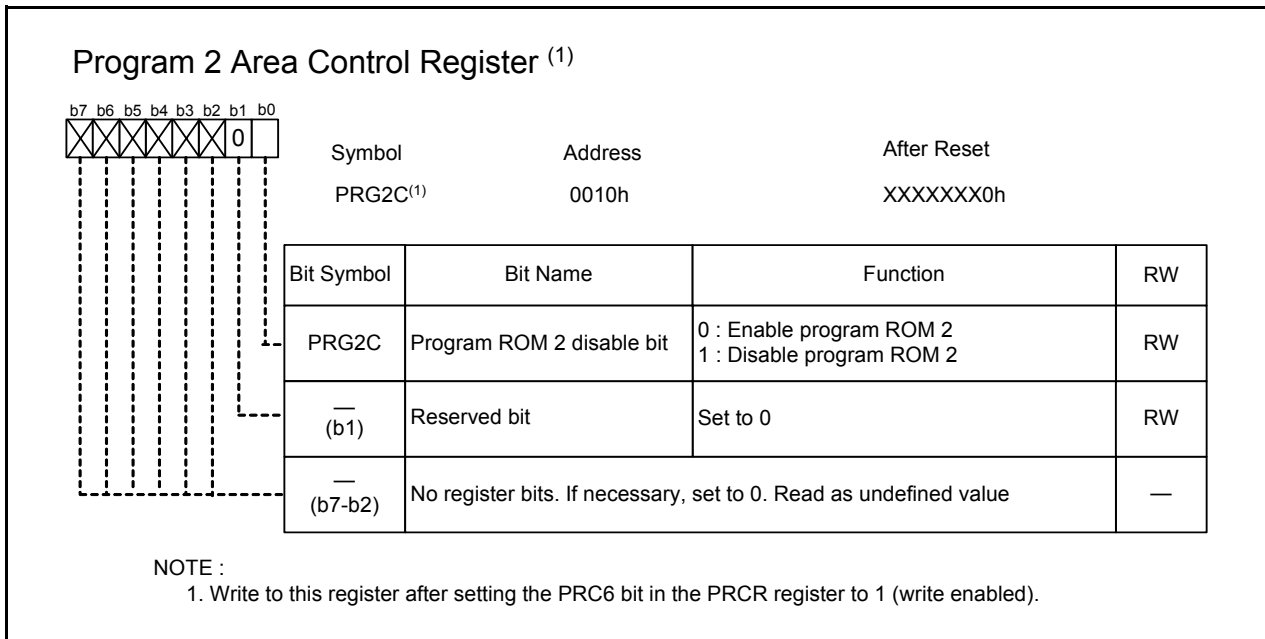 Program 2 Area Control Register (1)
b7 b6 b5 b4 b3 b2 b1 b0
0
Symbol Address After Reset
PRG2C(1) 0010h XXXXXXX0h
Bit Symbol Bit Name Function RW
PRG2C Program ROM 2 disable bit 0 : Enable program ROM 2 RW
1 : Disable program ROM 2
—
(b1) Reserved bit Set to 0 RW
—
(b7-b2) No register bits. If necessary, set to 0. Read as undefined value —
NOTE :
1. Write to this register after setting the PRC6 bit in the PRCR register to 1 (write enabled).